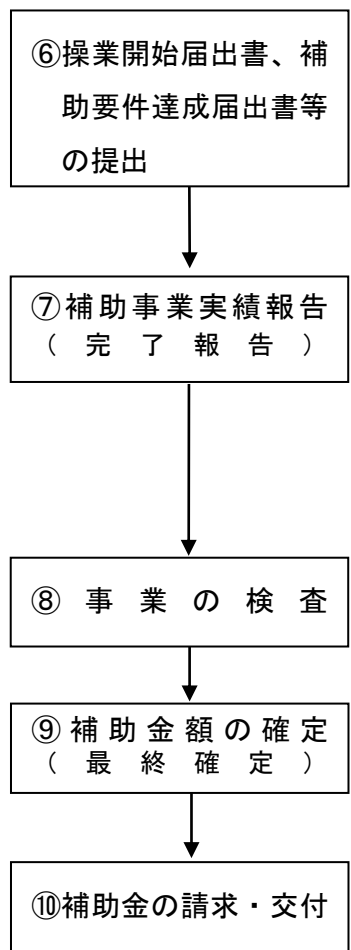 ⑥操業開始届出書、補
助要件達成届出書等
の提出
⑦補助事業実績報告
（完了報告）
⑧事業の検査
⑨補助金額の確定
（最終確定）
⑩補助金の請求・交付